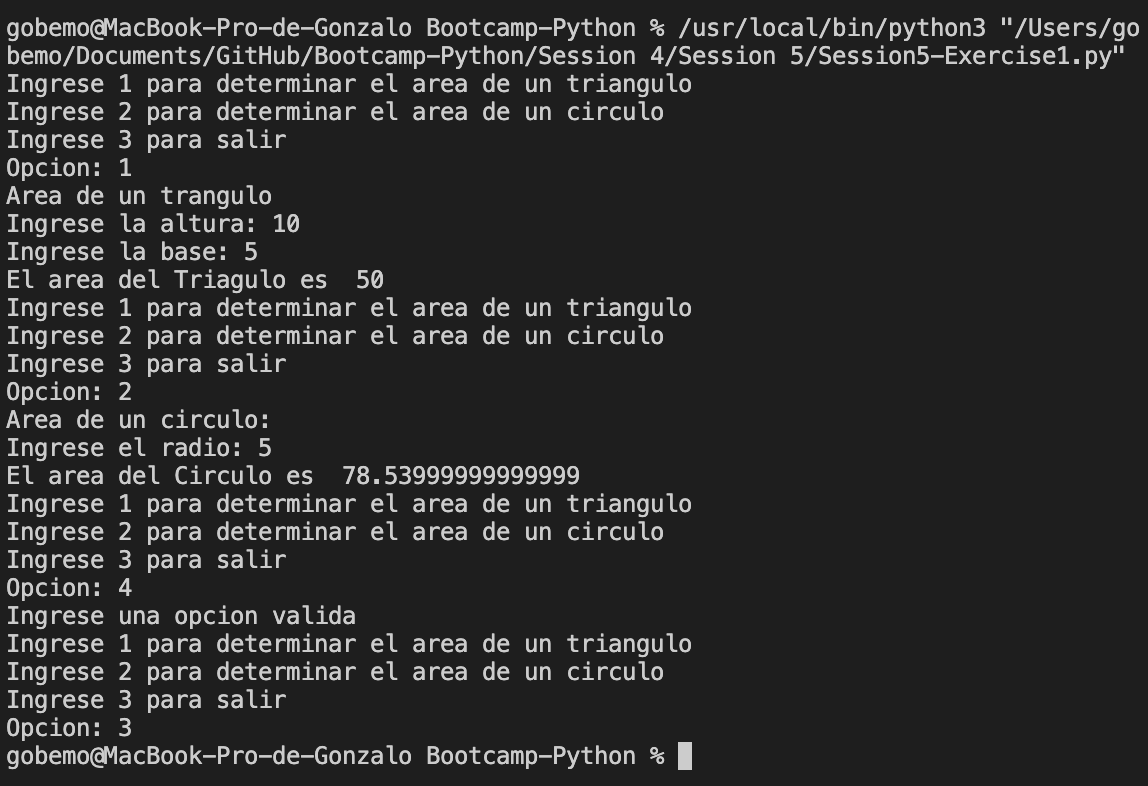 gobemo@MacBook-Pro-de-Gonzalo Bootcamp-Python % /usr/local/bin/python3 "/Users/go
bemo/Documents/GitHub/Bootcamp-Python/Session 4/Session 5/Session5-Exercise1.py"
Ingrese 1 para determinar el area de un triangulo
Ingrese 2 para determinar el area de un circulo
Ingrese 3 para salir
Opcion: 1
Area de un trangulo
Ingrese la altura: 10
Ingrese la base: 5
El area del Triagulo es  50
Ingrese 1 para determinar el area de un triangulo
Ingrese 2 para determinar el area de un circulo
Ingrese 3 para salir
Opcion: 2
Area de un circulo:
Ingrese el radio: 5
El area del Circulo es  78.53999999999999
Ingrese 1 para determinar el area de un triangulo
Ingrese 2 para determinar el area de un circulo
Ingrese 3 para salir
Opcion: 4
Ingrese una opcion valida
Ingrese 1 para determinar el area de un triangulo
Ingrese 2 para determinar el area de un circulo
Ingrese 3 para salir
Opcion: 3
gobemo@MacBook-Pro-de-Gonzalo Bootcamp-Python %